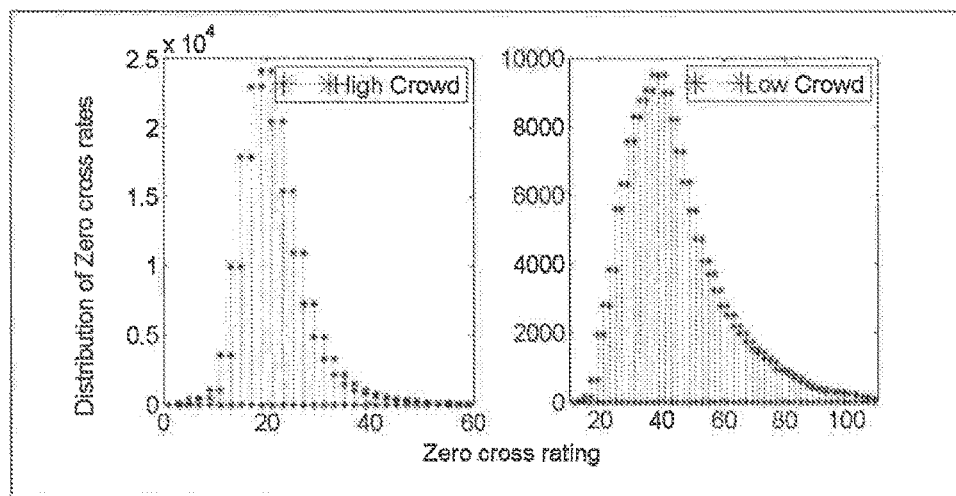 x 10⁴
2.5
2
1.5
1
0.5
0
0 20 40 60
High Crowd
Distribution of Zero cross rates
10000
8000
6000
4000
2000
0
20 40 60 80 100
Low Crowd
Zero cross rating